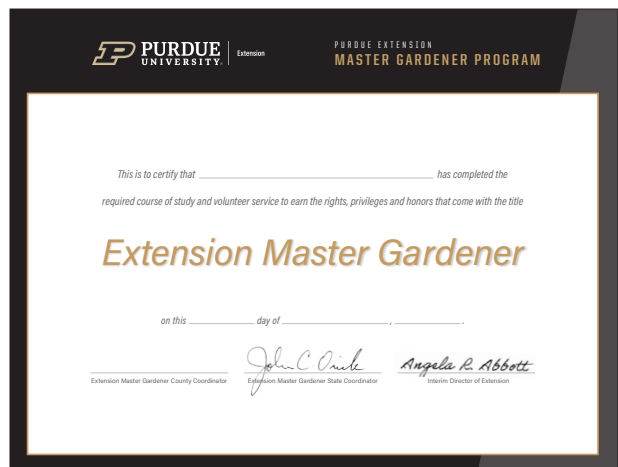 PURDUE UNIVERSITY® Extension
PURDUE EXTENSION
MASTER GARDENER PROGRAM
This is to certify that has completed the
required course of study and volunteer service to earn the rights, privileges and honors that come with the title
Extension Master Gardener
on this day of , .
John C Orick
Angela R. Abbott
Extension Master Gardener County Coordinator
Extension Master Gardener State Coordinator
Interim Director of Extension